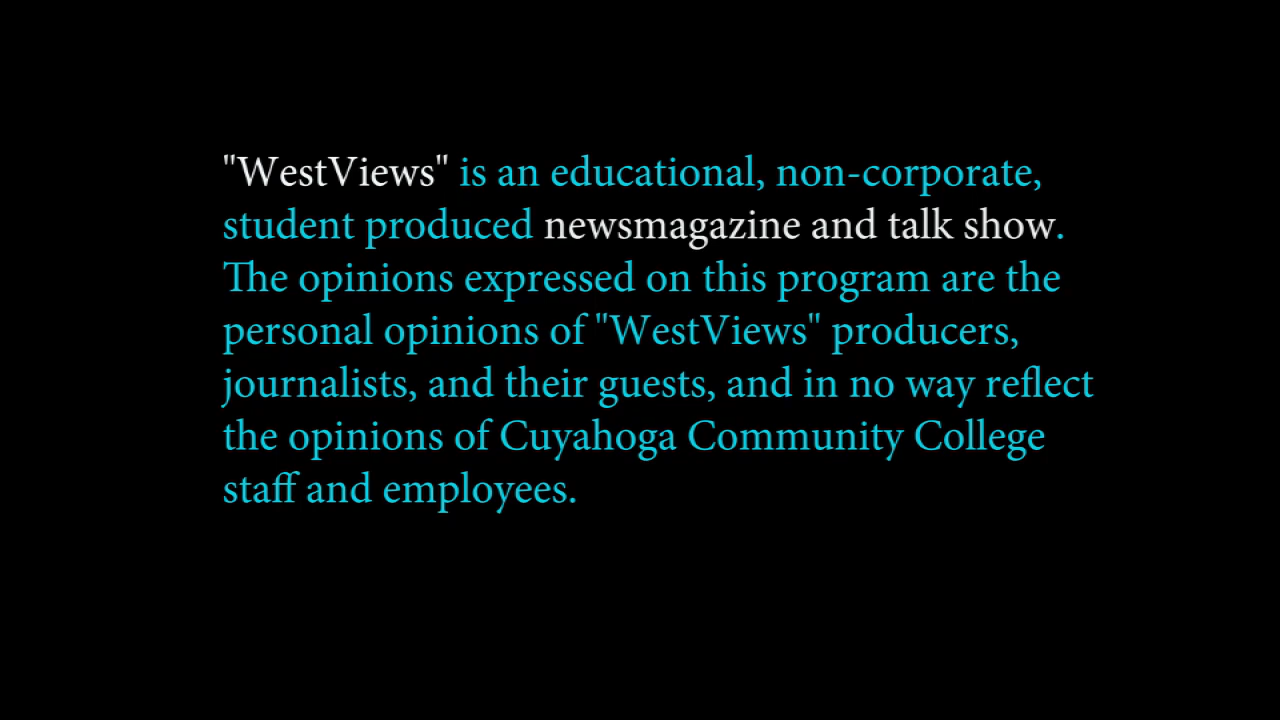 "WestViews" is an educational, non-corporate,
student produced newsmagazine and talk show.
The opinions expressed on this program are the
personal opinions of "WestViews" producers,
journalists, and their guests, and in no way reflect
the opinions of Cuyahoga Community College
staff and employees.